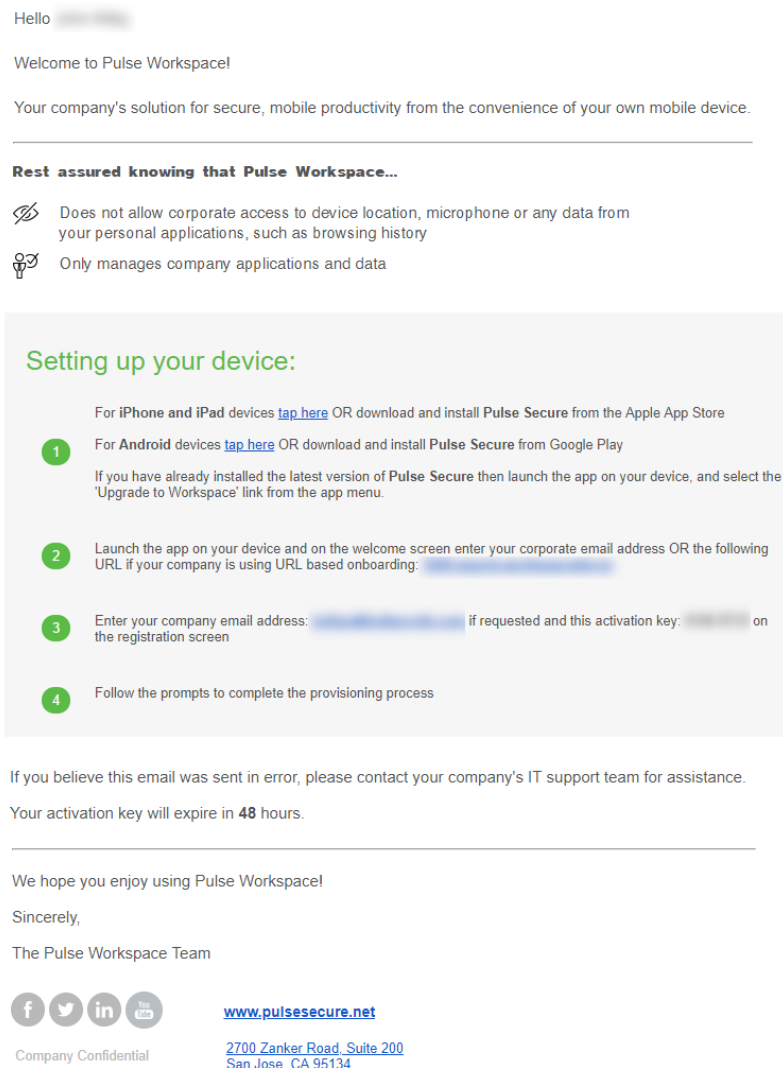 Hello
Welcome to Pulse Workspace!
Your company's solution for secure, mobile productivity from the convenience of your own mobile device.
Rest assured knowing that Pulse Workspace...
Does not allow corporate access to device location, microphone or any data from
your personal applications, such as browsing history
Only manages company applications and data
Setting up your device:
For iPhone and iPad devices tap here OR download and install Pulse Secure from the Apple App Store
1
For Android devices tap here OR download and install Pulse Secure from Google Play
If you have already installed the latest version of Pulse Secure then launch the app on your device, and select the
'Upgrade to Workspace' link from the app menu.
2
Launch the app on your device and on the welcome screen enter your corporate email address OR the following
URL if your company is using URL based onboarding:
3
Enter your company email address: if requested and this activation key: on
the registration screen
4
Follow the prompts to complete the provisioning process
If you believe this email was sent in error, please contact your company's IT support team for assistance.
Your activation key will expire in 48 hours.
We hope you enjoy using Pulse Workspace!
Sincerely,
The Pulse Workspace Team
f in You Tube
www.pulsesecure.net
Company Confidential
2700 Zanker Road, Suite 200
San Jose, CA 95134